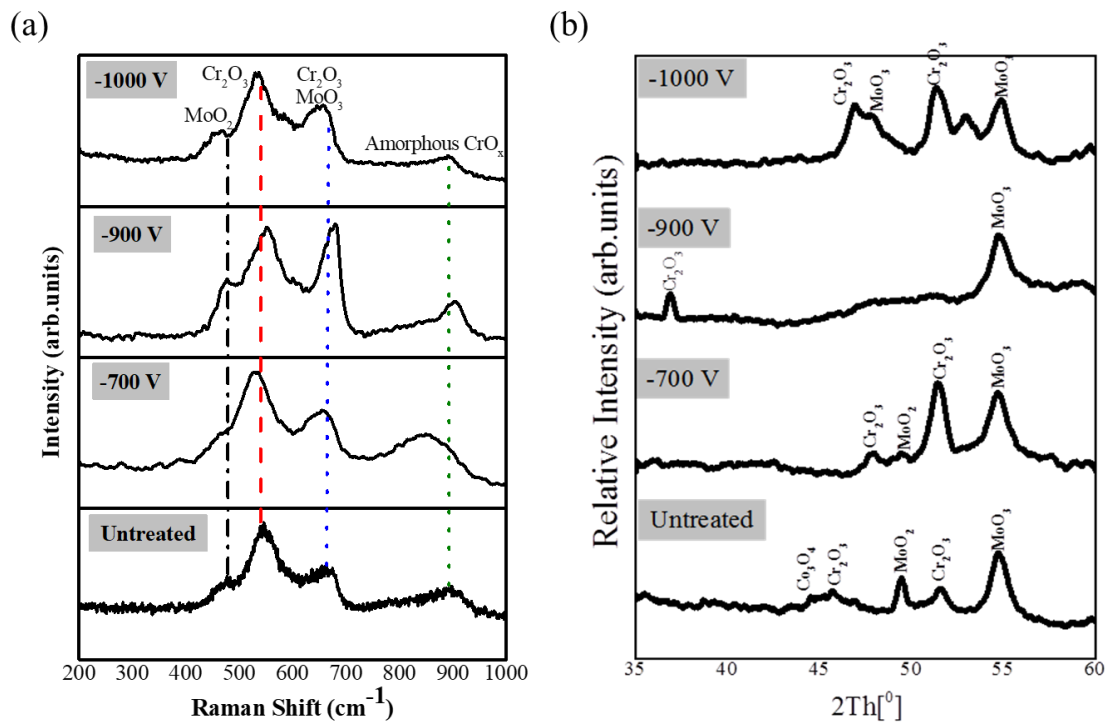 (a)
-1000 V
Cr₂O₃
MoO₂
Cr₂O₃
MoO₃
Amorphous CrOₓ
-900 V
-700 V
Untreated
Intensity (arb.units)
200 300 400 500 600 700 800 900 1000
Raman Shift (cm⁻¹)
(b)
-1000 V
Cr₂O₃
MoO₃
Cr₂O₃
MoO₃
-900 V
Cr₂O₃
MoO₃
-700 V
Cr₂O₃
MoO₂
Cr₂O₃
MoO₃
Untreated
Co₃O₄
Cr₂O₃
MoO₂
Cr₂O₃
MoO₃
Relative Intensity (arb.units)
35 40 45 50 55 60
2Th[⁰]